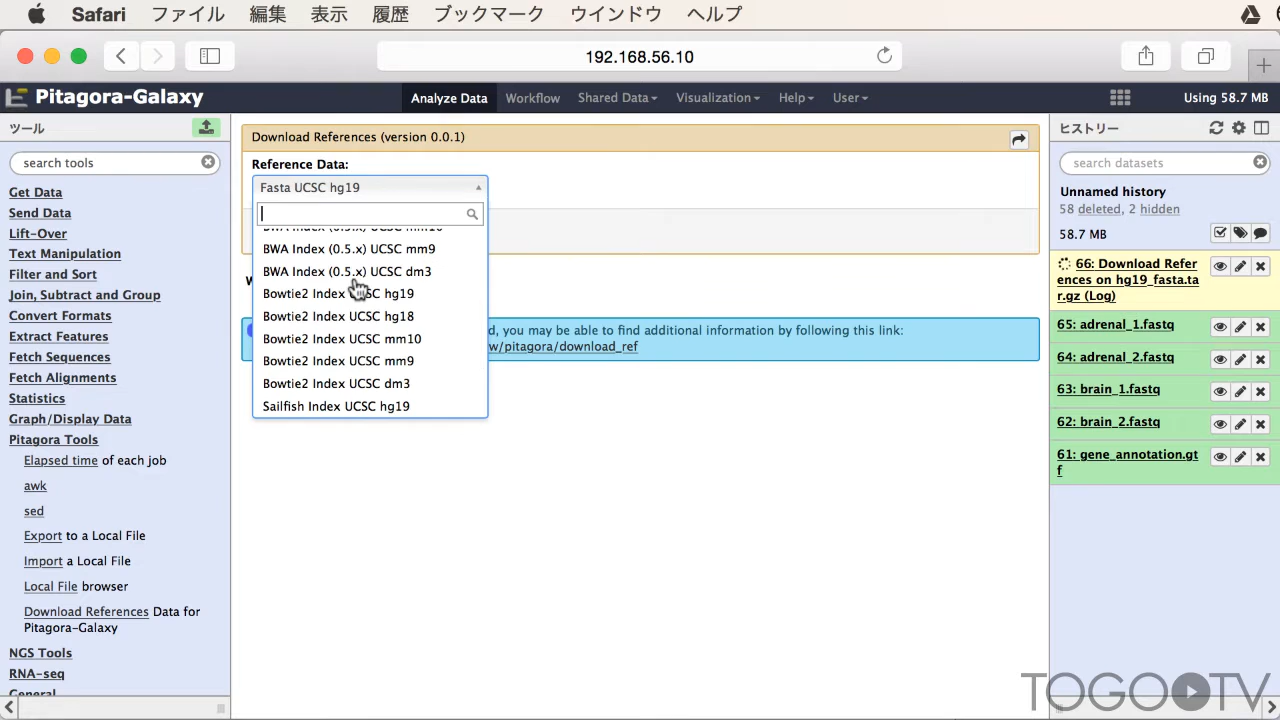 Safari ファイル 編集 表示 履歴 ブックマーク ウインドウ ヘルプ
192.168.56.10
Pitagora-Galaxy
Analyze Data Workflow Shared Data Visualization Help User
Using 58.7 MB
ツール
search tools
Get Data
Send Data
Lift-Over
Text Manipulation
Filter and Sort
Join, Subtract and Group
Convert Formats
Extract Features
Fetch Sequences
Fetch Alignments
Statistics
Graph/Display Data
Pitagora Tools
Elapsed time of each job
awk
sed
Export to a Local File
Import a Local File
Local File browser
Download References Data for
Pitagora-Galaxy
NGS Tools
RNA-seq
General
Download References (version 0.0.1)
Reference Data:
Fasta UCSC hg19
BWA Index (0.5.x) UCSC mm10
BWA Index (0.5.x) UCSC mm9
BWA Index (0.5.x) UCSC dm3
Bowtie2 Index UCSC hg19
Bowtie2 Index UCSC hg18
Bowtie2 Index UCSC mm10
Bowtie2 Index UCSC mm9
Bowtie2 Index UCSC dm3
Sailfish Index UCSC hg19
d, you may be able to find additional information by following this link:
w/pitagora/download_ref
ヒストリー
search datasets
Unnamed history
58 deleted, 2 hidden
58.7 MB
66: Download Refer
ences on hg19_fasta.ta
r.gz (Log)
65: adrenal_1.fastq
64: adrenal_2.fastq
63: brain_1.fastq
62: brain_2.fastq
61: gene_annotation.gt
f
TOGO TV